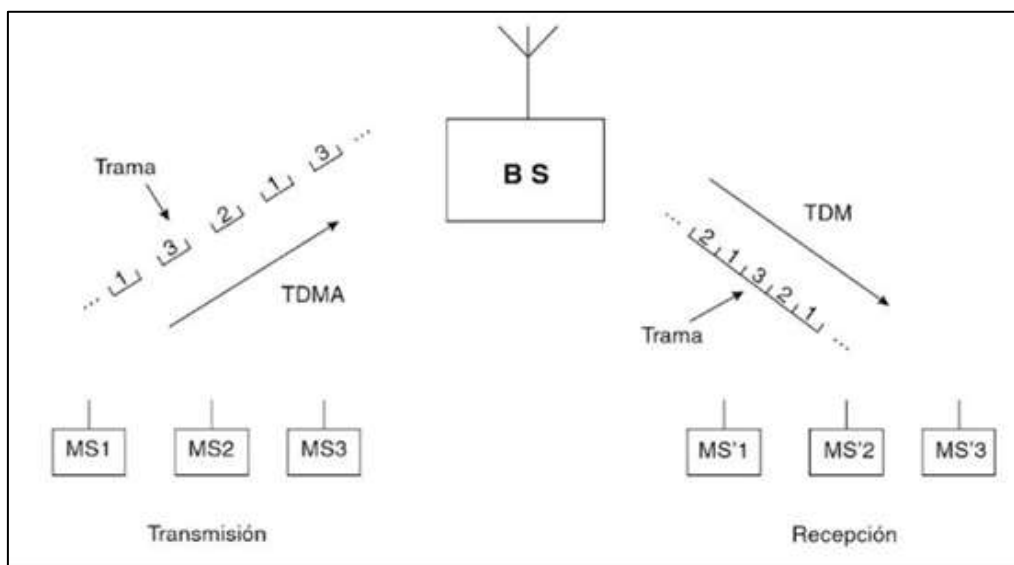 B S
Trama
... 1 3 2 1 3 ...
TDMA
TDM
... 2 1 3 2 1 ...
Trama
MS1 MS2 MS3
MS'1 MS'2 MS'3
Transmisión
Recepción